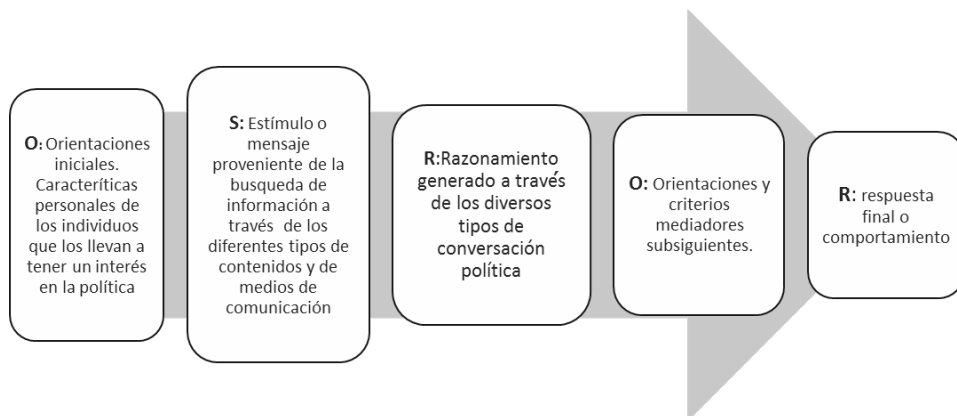 O: Orientaciones
iniciales.
Caracteríticas
personales de
los individuos
que los llevan a
tener un interés
en la política
S: Estímulo o
mensaje
proveniente de la
busqueda de
información a
través de los
diferentes tipos de
contenidos y de
medios de
comunicación
R:Razonamiento
generado a través
de los diversos
tipos de
conversación
política
O: Orientaciones y
criterios
mediadores
subsiguientes.
R: respuesta
final o
comportamiento